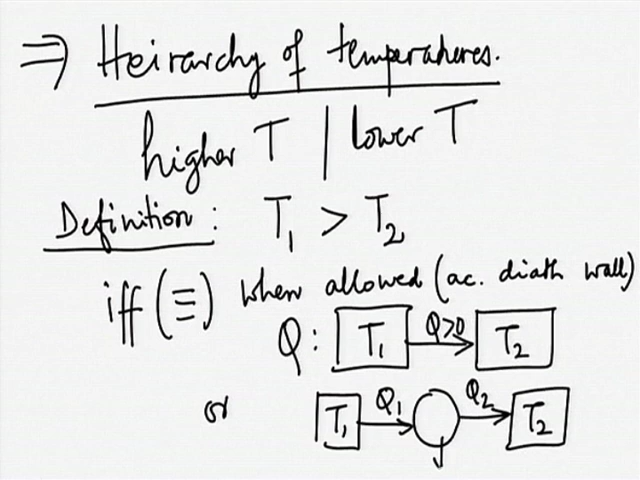 ⇒ Heirarchy of temperatures.
higher T | lower T
Definition: T₁ > T₂
iff (≡) when allowed (ac. diath wall)
Q: T₁ Q>0 T₂
or T₁ Q₁ Q₂ T₂